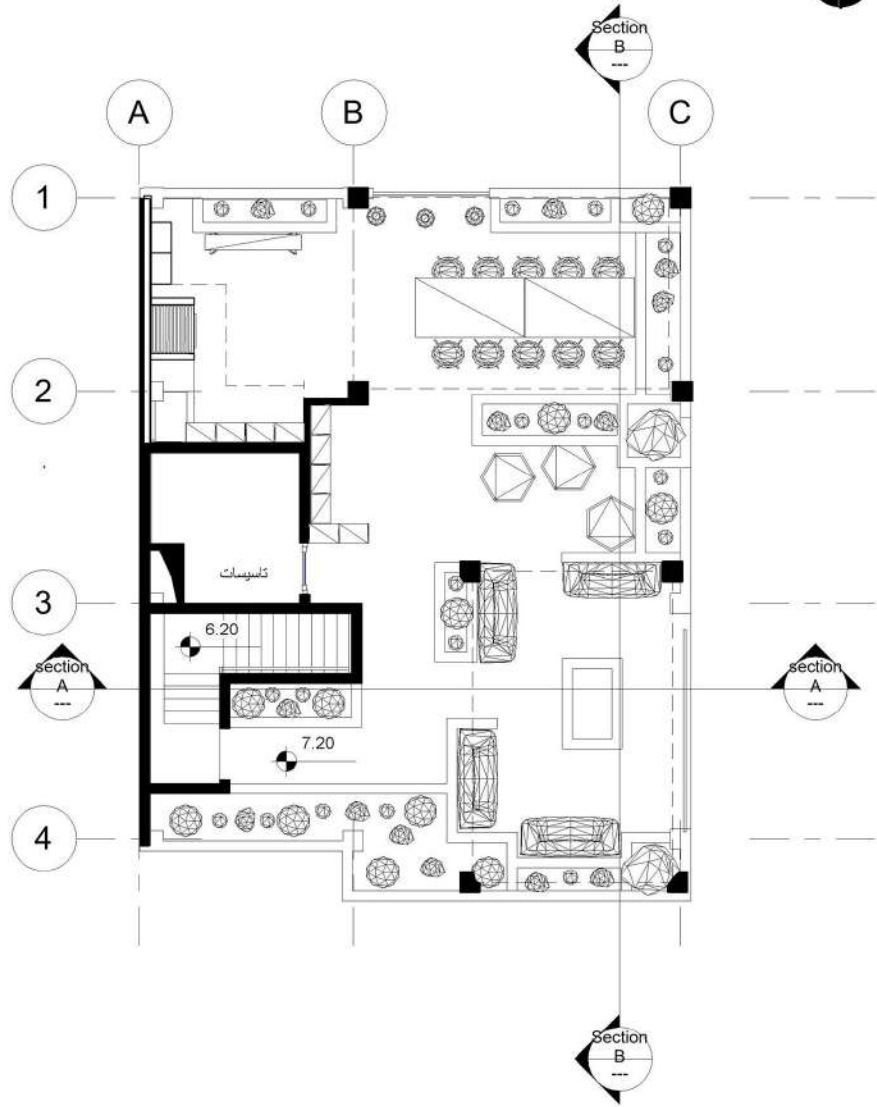 Section
B
---
A
B
C
1
2
تاسیسات
3
6.20
section
A
---
section
A
---
7.20
4
Section
B
---